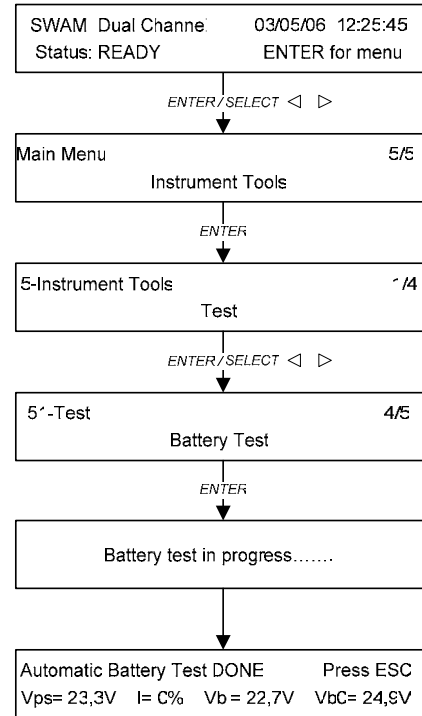 SWAM Dual Channel 03/05/06 12:25:45
Status: READY ENTER for menu
ENTER/SELECT ◁ ▷
Main Menu 5/5
Instrument Tools
ENTER
5-Instrument Tools 1/4
Test
ENTER/SELECT ◁ ▷
51-Test 4/5
Battery Test
ENTER
Battery test in progress.......
Automatic Battery Test DONE Press ESC
Vps= 23,3V I= 0% Vb = 22,7V Vb0= 24,9V